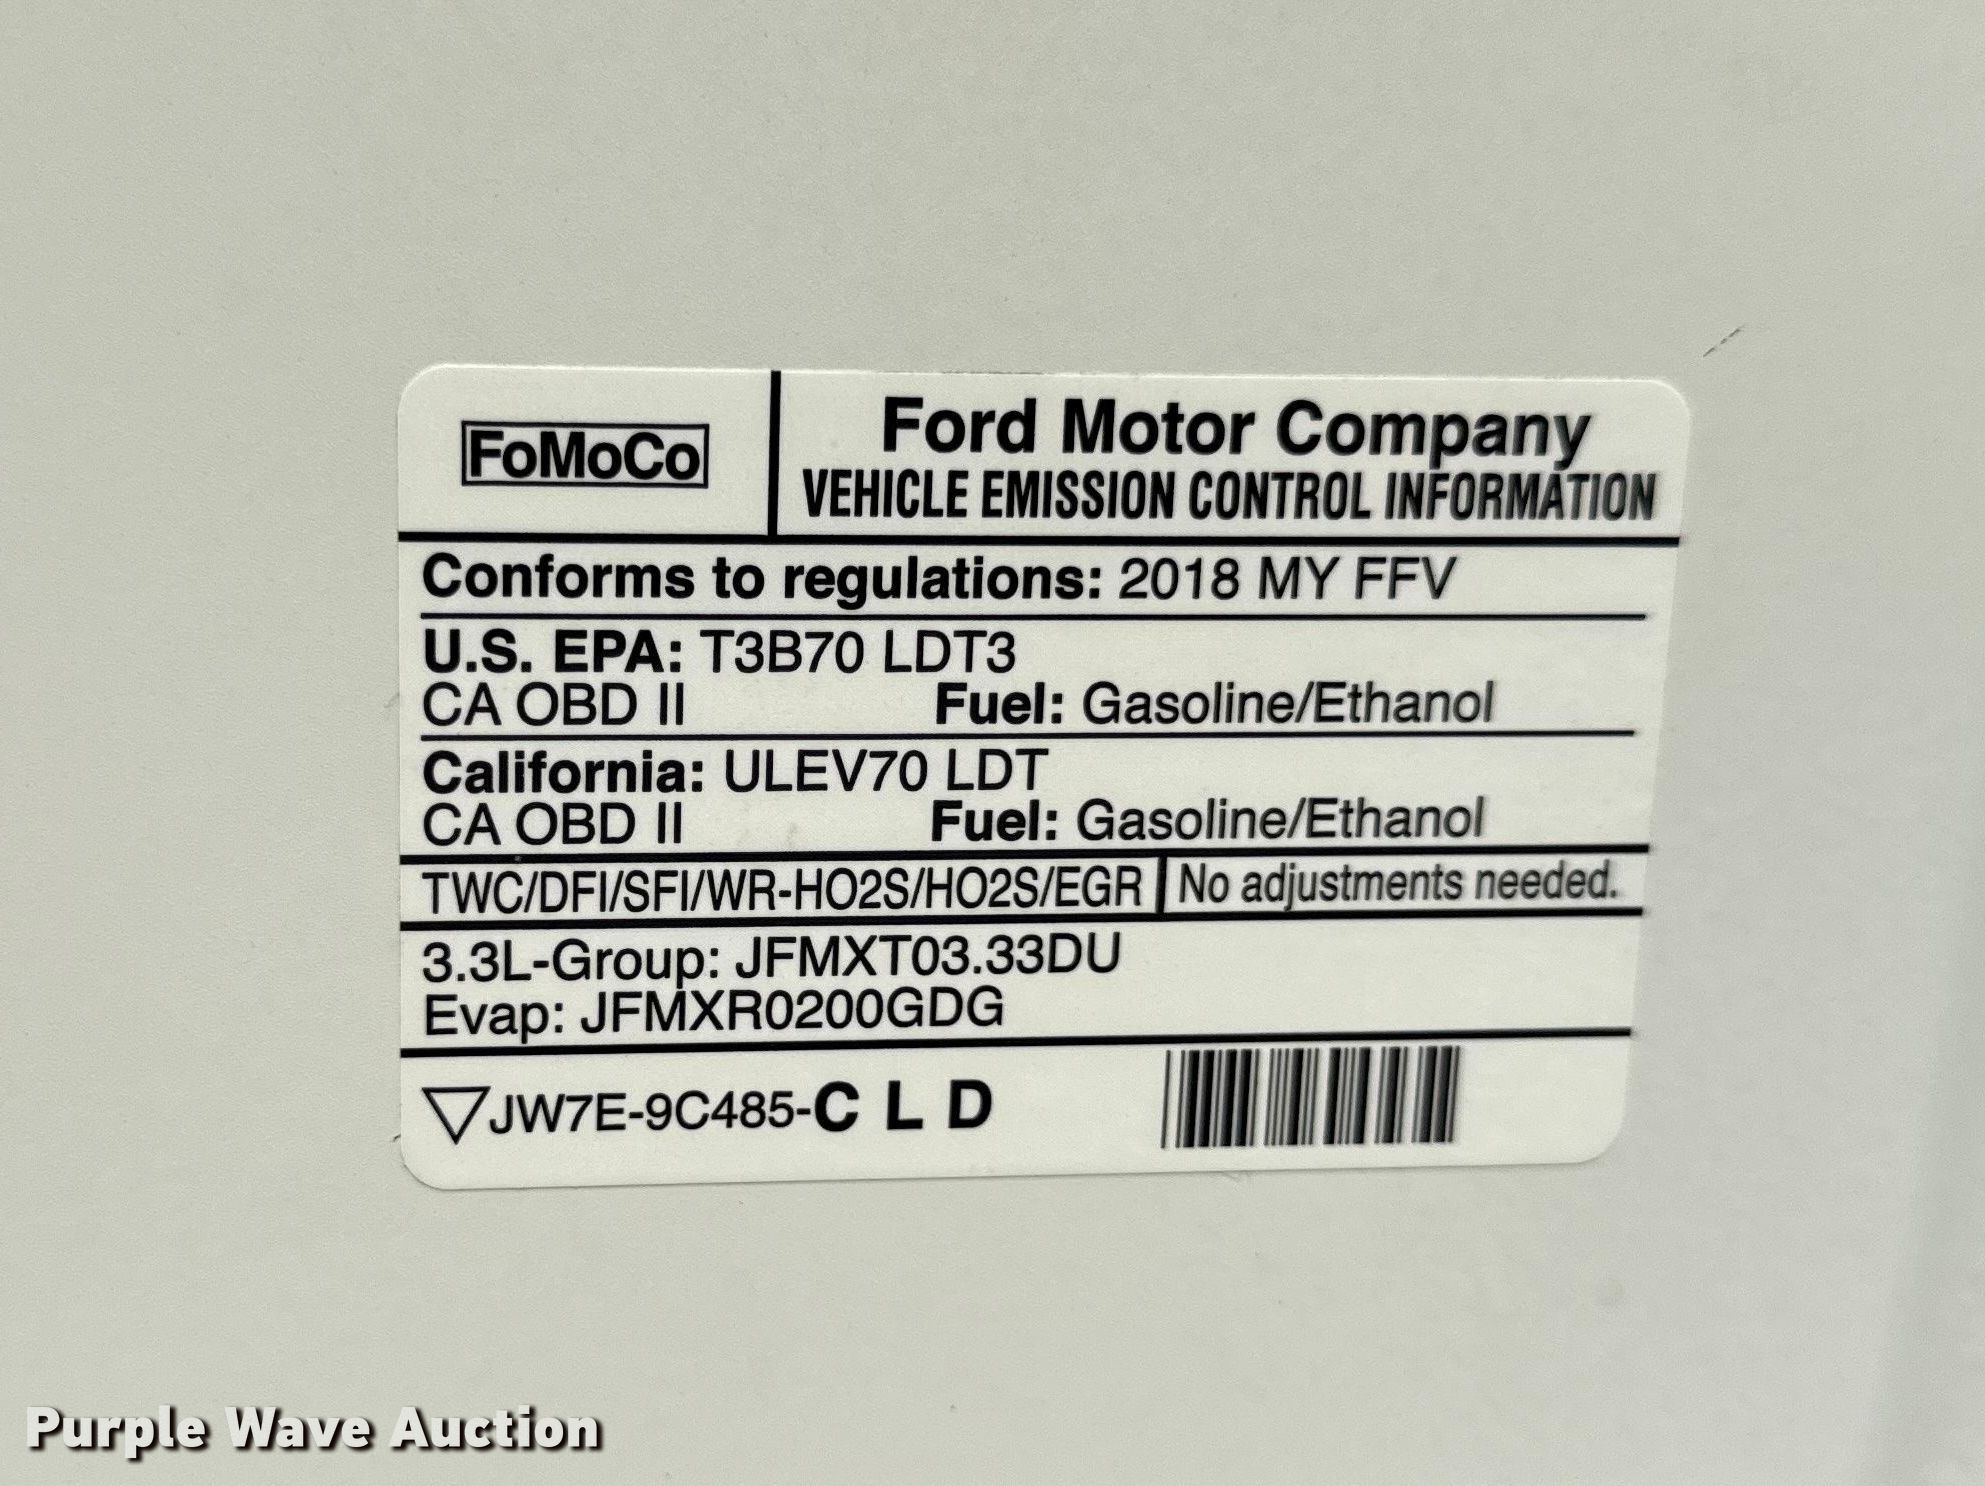 FoMoCo
Ford Motor Company
VEHICLE EMISSION CONTROL INFORMATION
Conforms to regulations: 2018 MY FFV
U.S. EPA: T3B70 LDT3
CA OBD II Fuel: Gasoline/Ethanol
California: ULEV70 LDT
CA OBD II Fuel: Gasoline/Ethanol
TWC/DFI/SFI/WR-HO2S/HO2S/EGR No adjustments needed.
3.3L-Group: JFMXT03.33DU
Evap: JFMXR0200GDG
JW7E-9C485-C L D
Purple Wave Auction